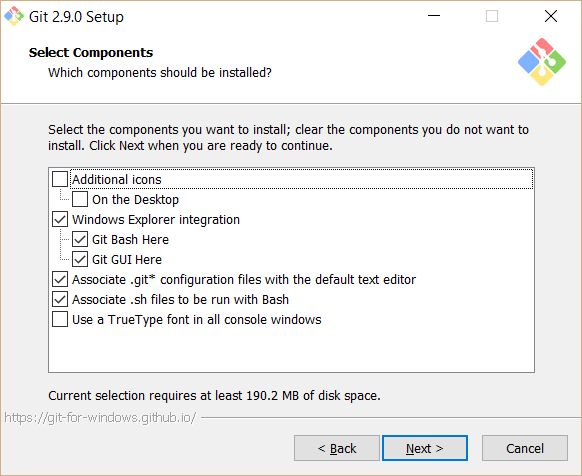 Git 2.9.0 Setup
Select Components
Which components should be installed?
Select the components you want to install; clear the components you do not want to
install. Click Next when you are ready to continue.
Additional icons
On the Desktop
Windows Explorer integration
Git Bash Here
Git GUI Here
Associate .git* configuration files with the default text editor
Associate .sh files to be run with Bash
Use a TrueType font in all console windows
Current selection requires at least 190.2 MB of disk space.
https://git-for-windows.github.io/
< Back
Next >
Cancel